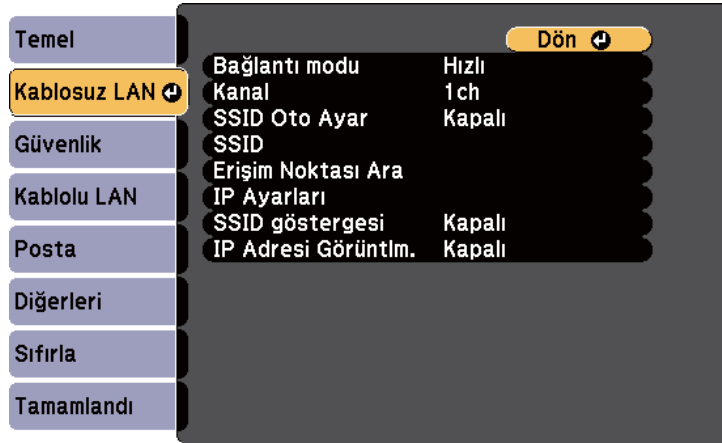 Temel
Kablosuz LAN
Güvenlik
Kablolu LAN
Posta
Diğerleri
Sıfırla
Tamamlandı
Dön
Bağlantı modu Hızlı
Kanal 1ch
SSID Oto Ayar Kapalı
SSID
Erişim Noktası Ara
IP Ayarları
SSID göstergesi Kapalı
IP Adresi Görüntlm. Kapalı